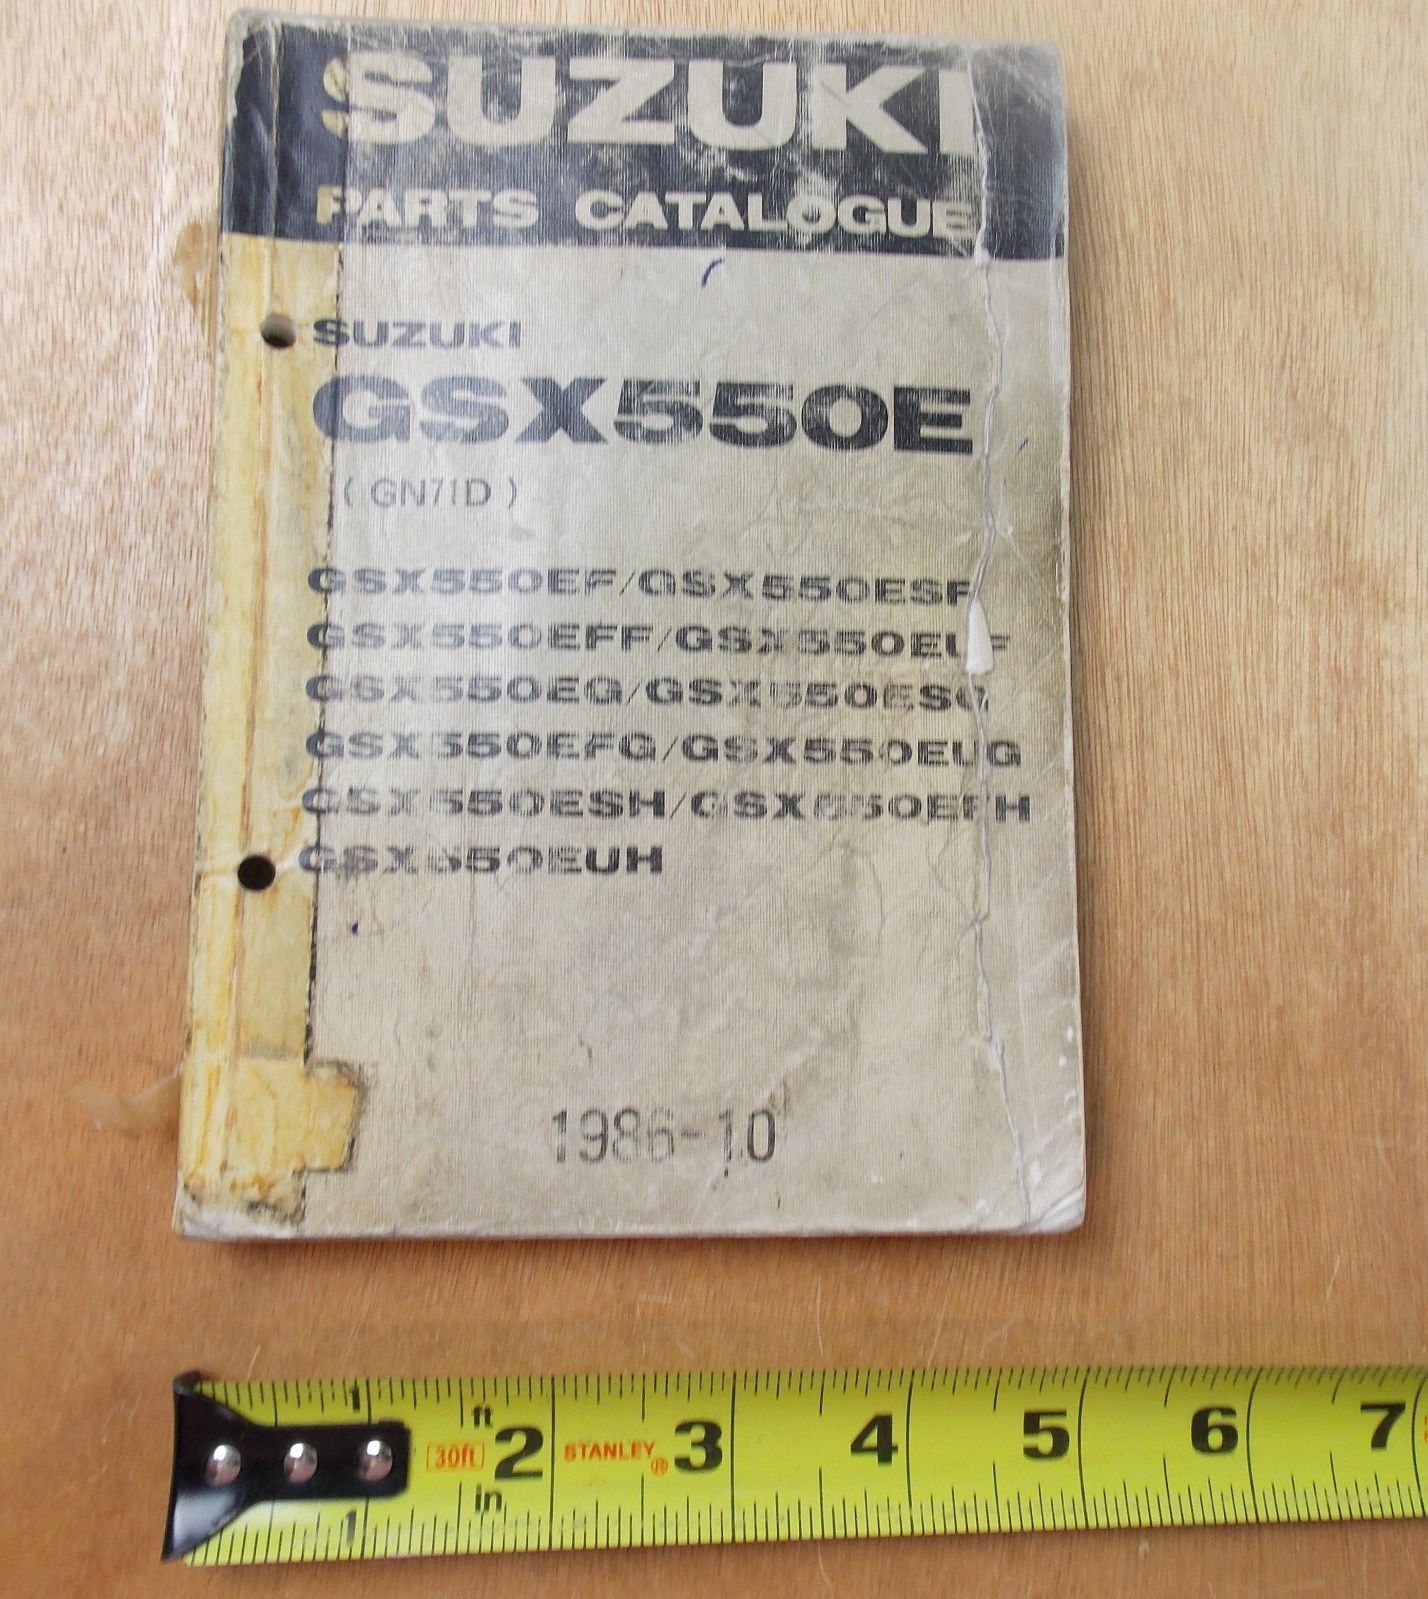 SUZUKI
PARTS CATALOGUE
SUZUKI
GSX550E
( GN71D )
GSX550EF/GSX550ESF
GSX550EFF/GSX550EUF
GSX550EG/GSX550ESG
GSX550EFG/GSX550EUG
GSX550ESH/GSX550EFH
GSX550EUH
1986-10
1 ft 2 3 4 5 6 7
30ft STANLEY ®
1 in